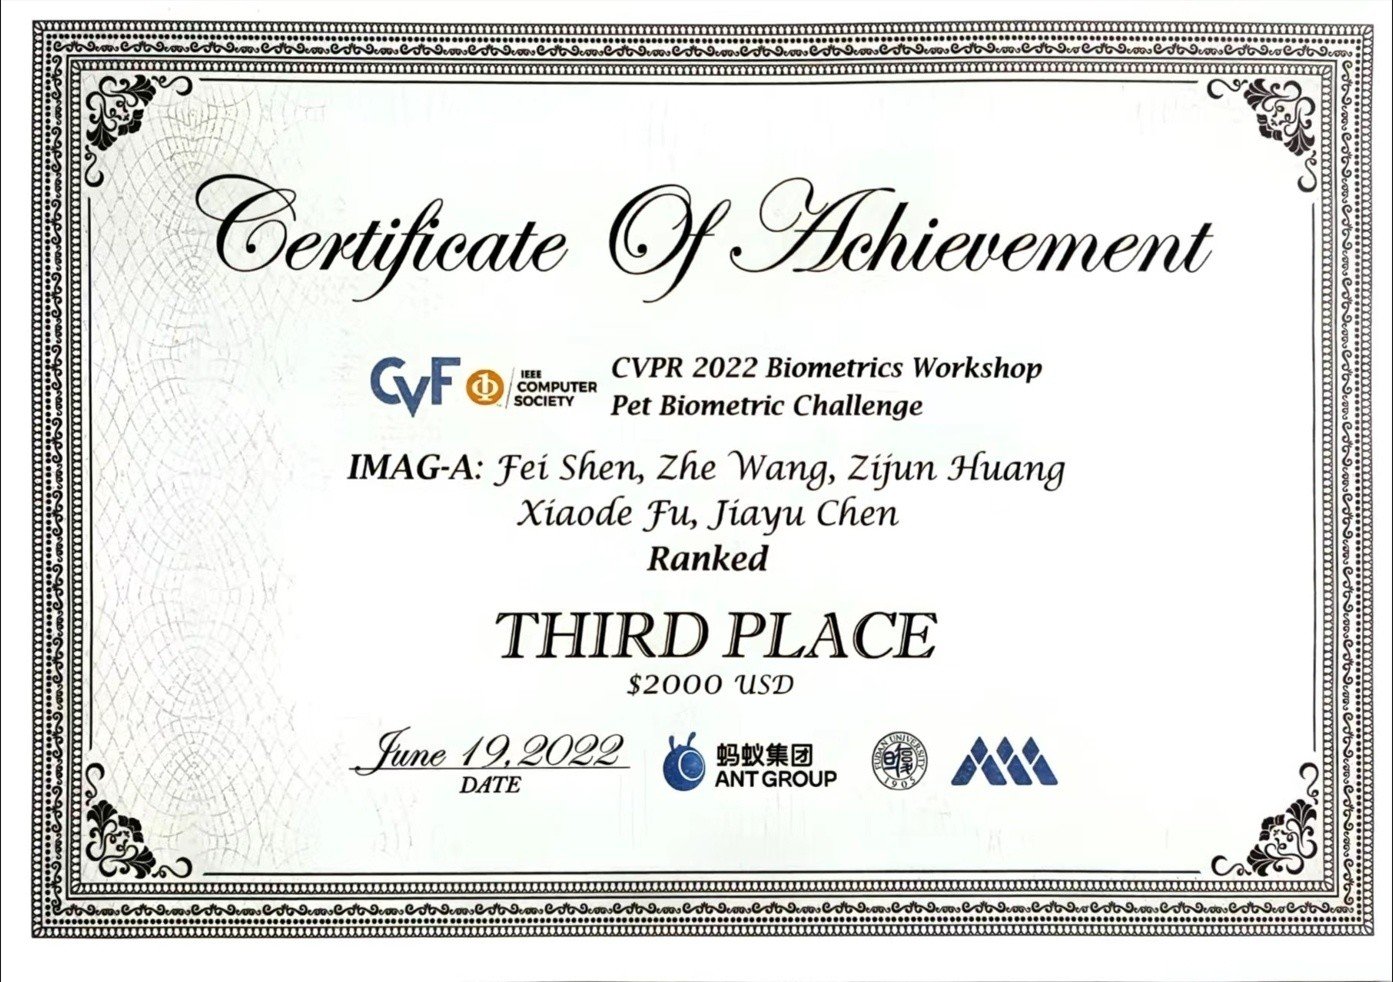 Certificate Of Achievement
CVF
IEEE
COMPUTER
SOCIETY
CVPR 2022 Biometrics Workshop
Pet Biometric Challenge
IMAG-A: Fei Shen, Zhe Wang, Zijun Huang
Xiaode Fu, Jiayu Chen
Ranked
THIRD PLACE
$2000 USD
June 19, 2022
DATE
蚂蚁集团
ANT GROUP
FUDAN UNIVERSITY
1905